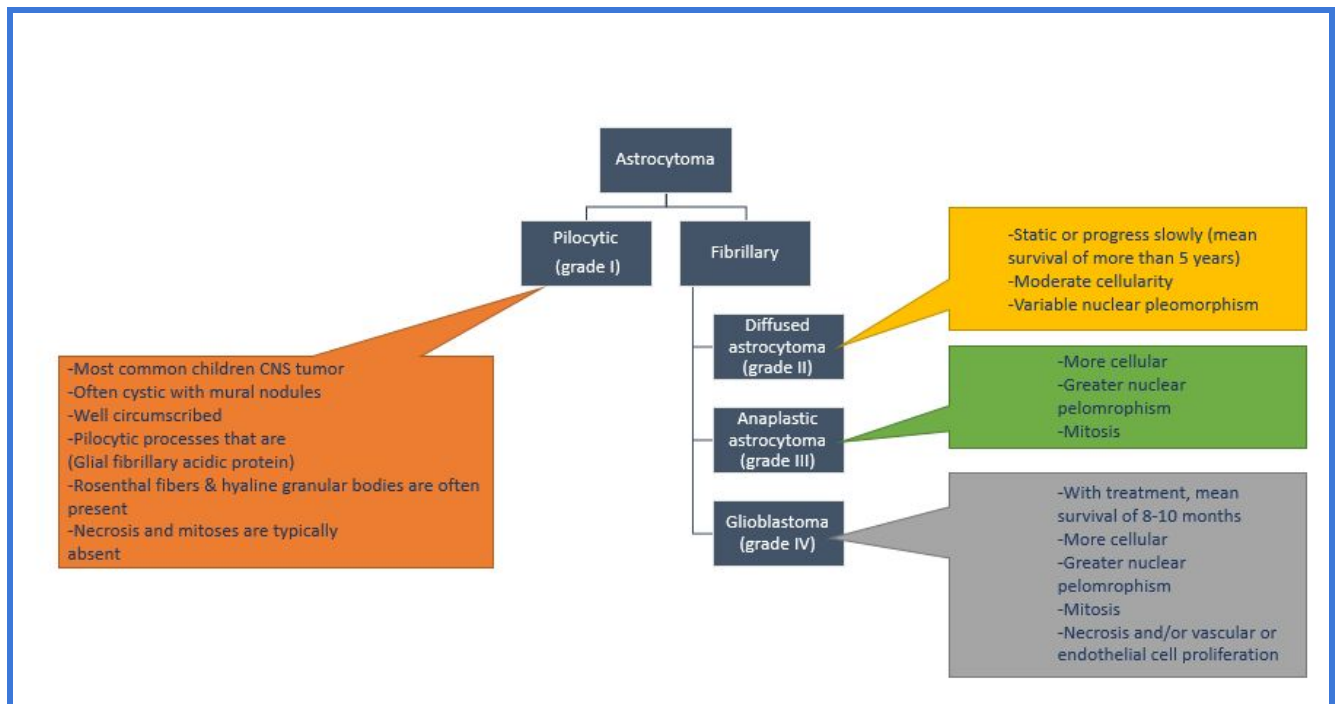 Astrocytoma
Pilocytic
(grade I)
Fibrillary
-Static or progress slowly (mean
survival of more than 5 years)
-Moderate cellularity
-Variable nuclear pleomorphism
Diffused
astrocytoma
(grade II)
-Most common children CNS tumor
-Often cystic with mural nodules
-Well circumscribed
-Pilocytic processes that are
(Glial fibrillary acidic protein)
-Rosenthal fibers & hyaline granular bodies are often
present
-Necrosis and mitoses are typically
absent
-More cellular
-Greater nuclear
pelomrophism
-Mitosis
Anaplastic
astrocytoma
(grade III)
-With treatment, mean
survival of 8-10 months
-More cellular
-Greater nuclear
pelomrophism
-Mitosis
-Necrosis and/or vascular or
endothelial cell proliferation
Glioblastoma
(grade IV)